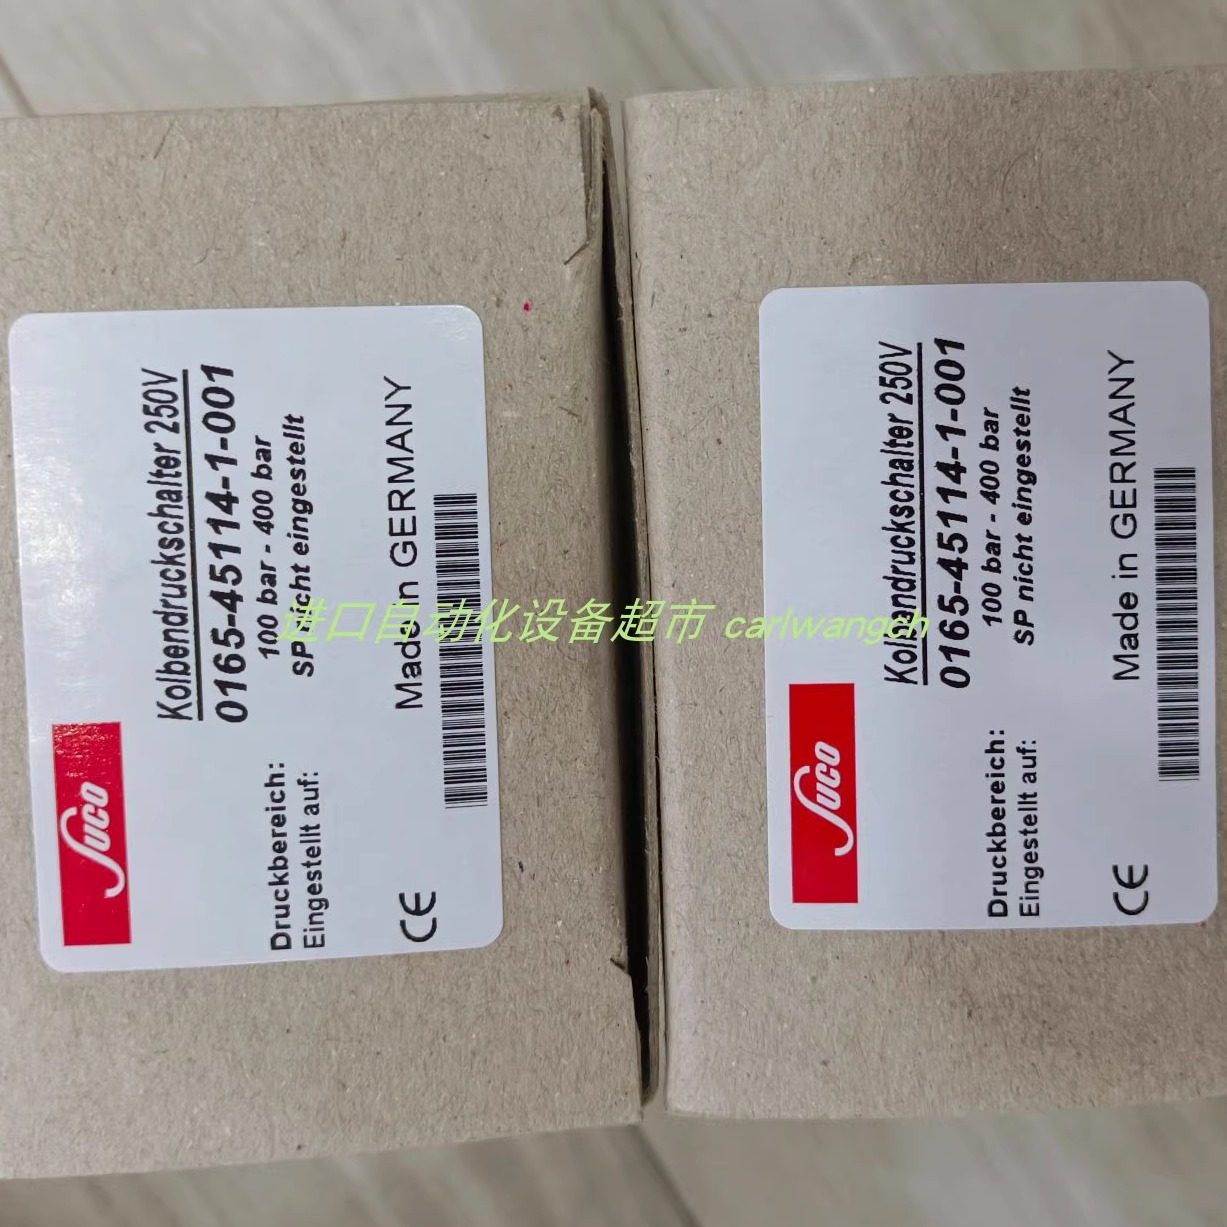 SUCO
Kolbendruckschalter 250V
0165-45114-1-001
Druckbereich: 100 bar - 400 bar
Eingestellt auf: SP nicht eingestellt
CE Made in GERMANY
SUCO
Kolbendruckschalter 250V
0165-45114-1-001
Druckbereich: 100 bar - 400 bar
Eingestellt auf: SP nicht eingestellt
CE Made in GERMANY
进口自动化设备超市 carlwangch